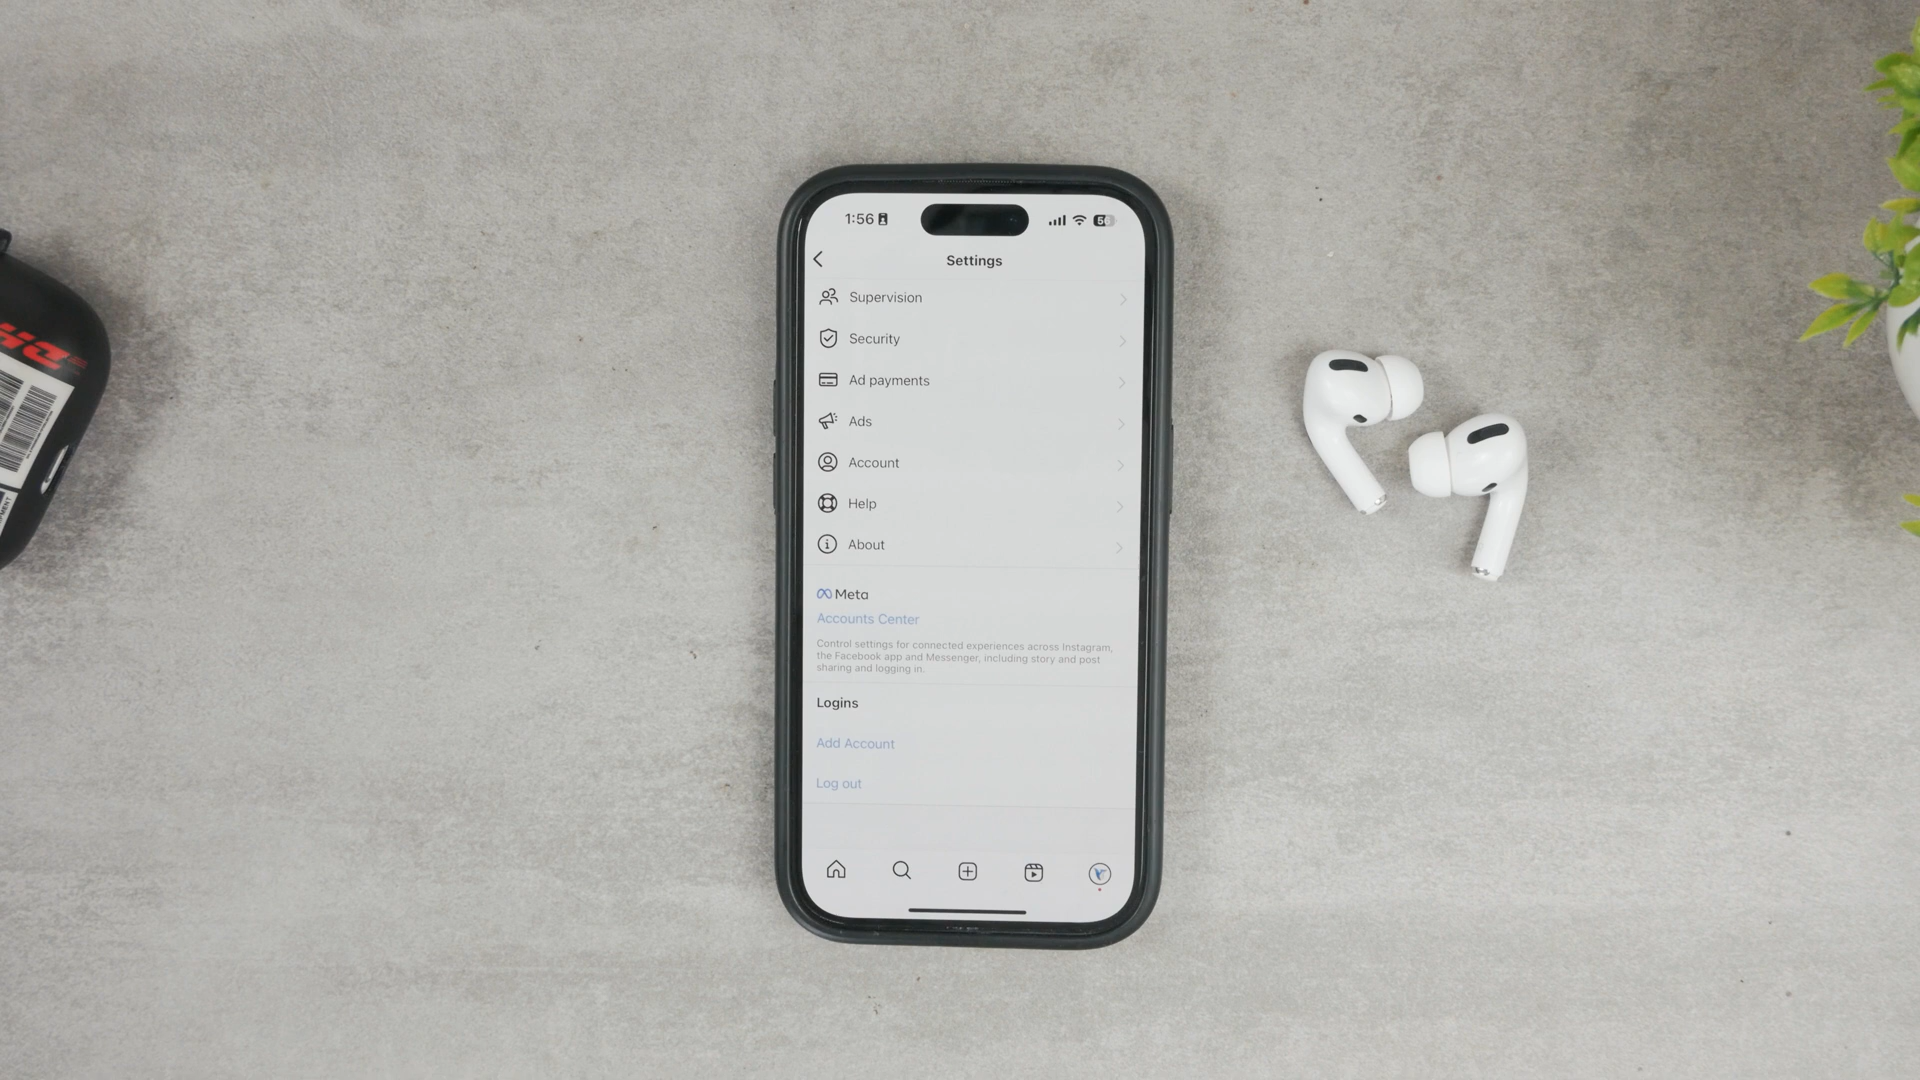 1:56
56
Settings
Supervision
Security
Ad payments
Ads
Account
Help
About
Meta
Accounts Center
Control settings for connected experiences across Instagram,
the Facebook app and Messenger, including story and post
sharing and logging in.
Logins
Add Account
Log out